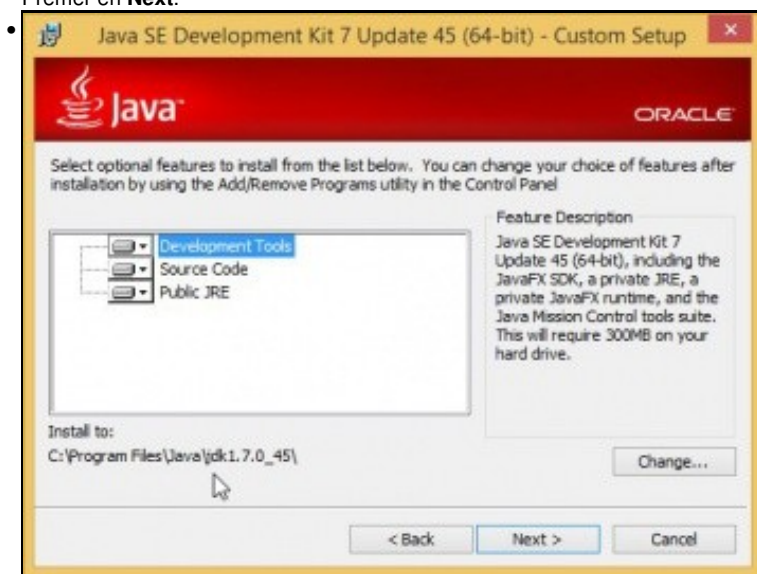 Premer en Next.
Java SE Development Kit 7 Update 45 (64-bit) - Custom Setup
Java
ORACLE
Select optional features to install from the list below. You can change your choice of features after
installation by using the Add/Remove Programs utility in the Control Panel
Development Tools
Source Code
Public JRE
Feature Description
Java SE Development Kit 7
Update 45 (64-bit), including the
JavaFX SDK, a private JRE, a
private JavaFX runtime, and the
Java Mission Control tools suite.
This will require 300MB on your
hard drive.
Install to:
C:\Program Files\Java\jdk1.7.0_45\
Change...
< Back
Next >
Cancel